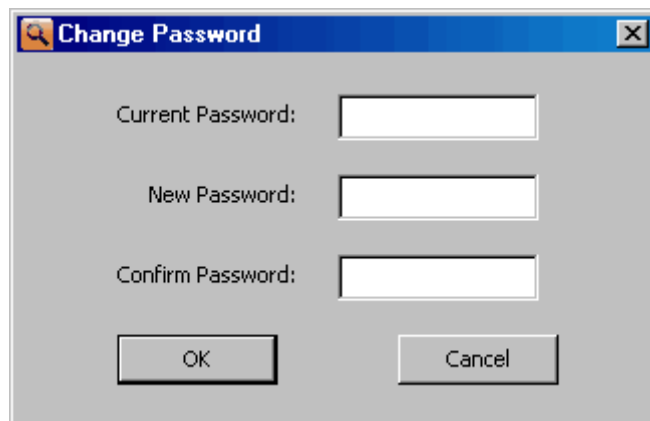 Change Password
Current Password:
New Password:
Confirm Password:
OK Cancel